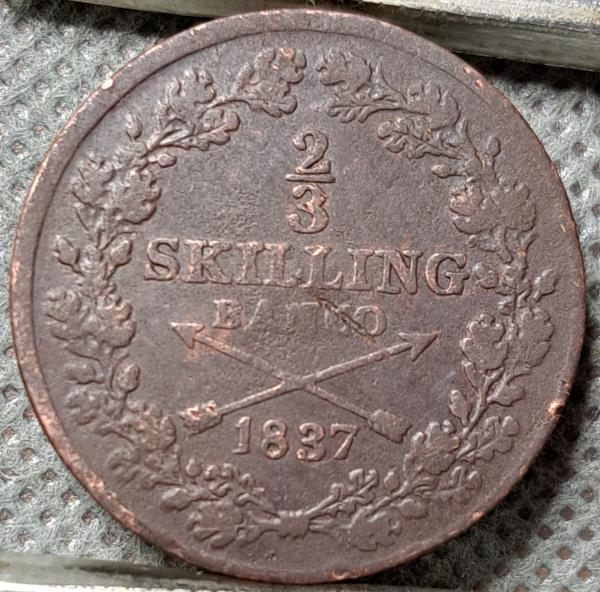 2/3
SKILLING
BANCO
1837